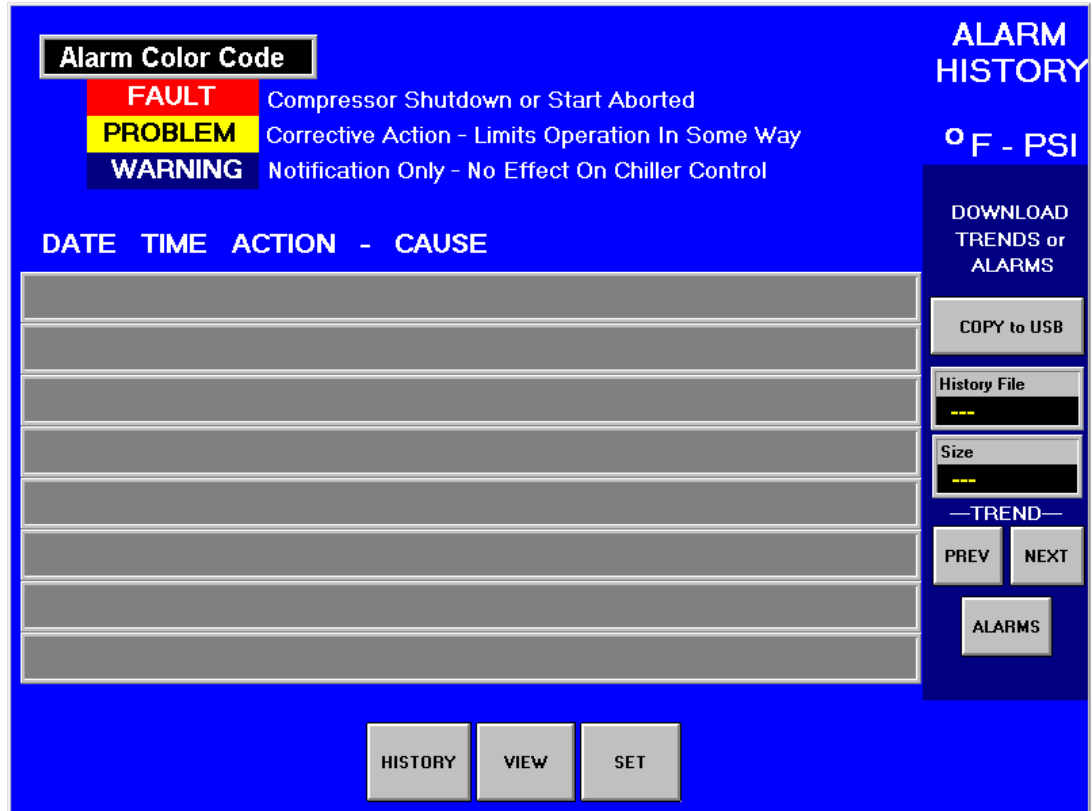 Alarm Color Code
FAULT Compressor Shutdown or Start Aborted
PROBLEM Corrective Action - Limits Operation In Some Way
WARNING Notification Only - No Effect On Chiller Control
DATE TIME ACTION - CAUSE
ALARM
HISTORY
°F - PSI
DOWNLOAD
TRENDS or
ALARMS
COPY to USB
History File
---
Size
---
—TREND—
PREV NEXT
ALARMS
HISTORY VIEW SET